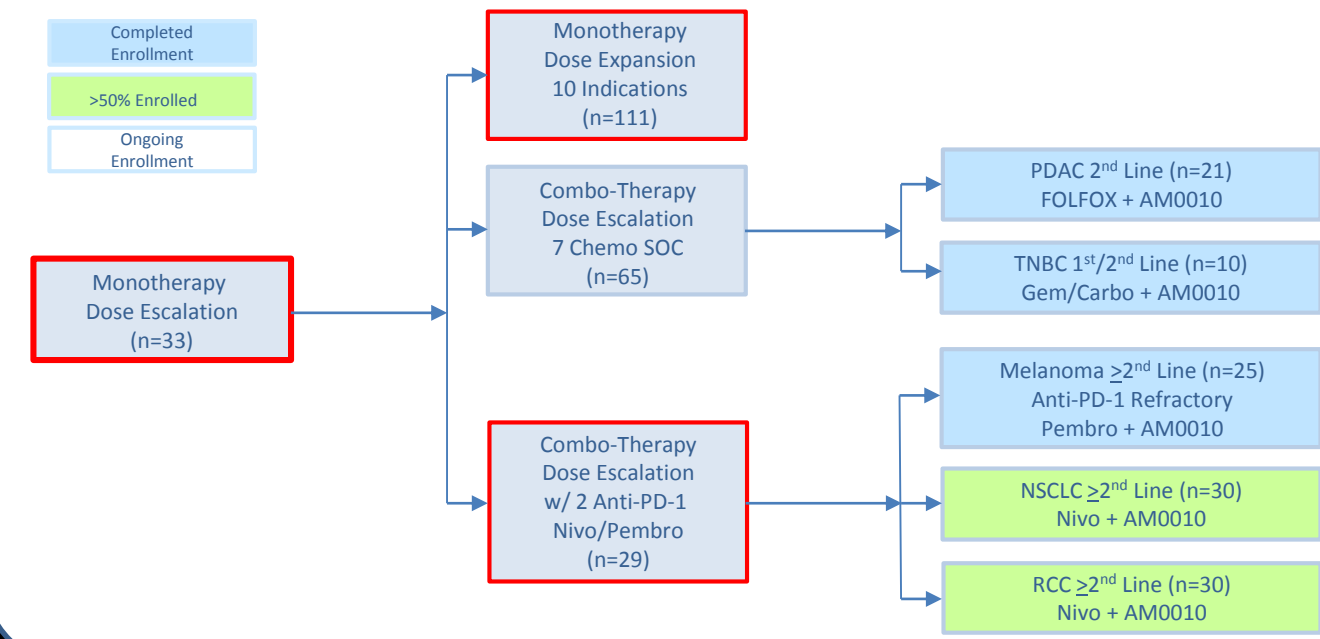 Completed
Enrollment
>50% Enrolled
Ongoing
Enrollment
Monotherapy
Dose Escalation
(n=33)
Monotherapy
Dose Expansion
10 Indications
(n=111)
Combo-Therapy
Dose Escalation
7 Chemo SOC
(n=65)
Combo-Therapy
Dose Escalation
w/ 2 Anti-PD-1
Nivo/Pembro
(n=29)
PDAC 2nd Line (n=21)
FOLFOX + AM0010
TNBC 1st/2nd Line (n=10)
Gem/Carbo + AM0010
Melanoma ≥2nd Line (n=25)
Anti-PD-1 Refractory
Pembro + AM0010
NSCLC ≥2nd Line (n=30)
Nivo + AM0010
RCC ≥2nd Line (n=30)
Nivo + AM0010